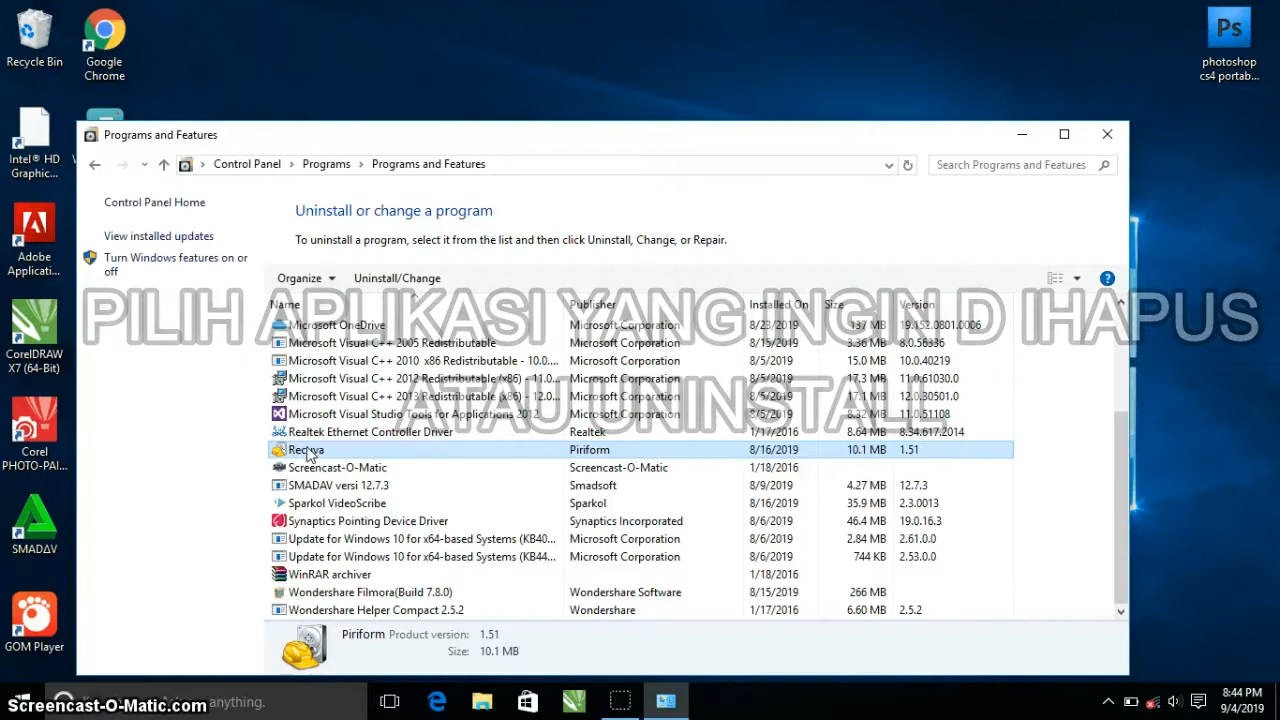 Recycle Bin
Google
Chrome
Ps
photoshop
cs4 portab...
Intel® HD
Graphic...
Adobe
Applicati...
CorelDRAW
X7 (64-Bit)
Corel
PHOTO-PAI...
SMADΔV
GOM Player
Programs and Features
Control Panel
Programs
Programs and Features
Search Programs and Features
Control Panel Home
View installed updates
Turn Windows features on or
off
Uninstall or change a program
To uninstall a program, select it from the list and then click Uninstall, Change, or Repair.
Organize
Uninstall/Change
PILIH APLIKASI YANG INGIN D IHAPUS
ATAU UNINSTALL
Name Publisher Installed On Size Version
Microsoft OneDrive Microsoft Corporation 8/23/2019 137 MB 19.152.0801.0006
Microsoft Visual C++ 2005 Redistributable Microsoft Corporation 8/15/2019 3.36 MB 8.0.56336
Microsoft Visual C++ 2010 x86 Redistributable - 10.0.... Microsoft Corporation 8/5/2019 15.0 MB 10.0.40219
Microsoft Visual C++ 2012 Redistributable (x86) - 11.0... Microsoft Corporation 8/5/2019 17.3 MB 11.0.61030.0
Microsoft Visual C++ 2013 Redistributable (x86) - 12.0... Microsoft Corporation 8/5/2019 17.1 MB 12.0.30501.0
Microsoft Visual Studio Tools for Applications 2012 Microsoft Corporation 8/5/2019 8.32 MB 11.0.51108
Realtek Ethernet Controller Driver Realtek 1/17/2016 8.64 MB 8.34.617.2014
Recuva Piriform 8/16/2019 10.1 MB 1.51
Screencast-O-Matic Screencast-O-Matic 1/18/2016
SMADAV versi 12.7.3 Smadsoft 8/9/2019 4.27 MB 12.7.3
Sparkol VideoScribe Sparkol 8/16/2019 35.9 MB 2.3.0013
Synaptics Pointing Device Driver Synaptics Incorporated 8/6/2019 46.4 MB 19.0.16.3
Update for Windows 10 for x64-based Systems (KB40... Microsoft Corporation 8/6/2019 2.84 MB 2.61.0.0
Update for Windows 10 for x64-based Systems (KB44... Microsoft Corporation 8/6/2019 744 KB 2.53.0.0
WinRAR archiver 1/18/2016
Wondershare Filmora(Build 7.8.0) Wondershare Software 8/15/2019 266 MB
Wondershare Helper Compact 2.5.2 Wondershare 1/17/2016 6.60 MB 2.5.2
Piriform Product version: 1.51
Size: 10.1 MB
anything.
Screencast-O-Matic.com
8:44 PM
9/4/2019